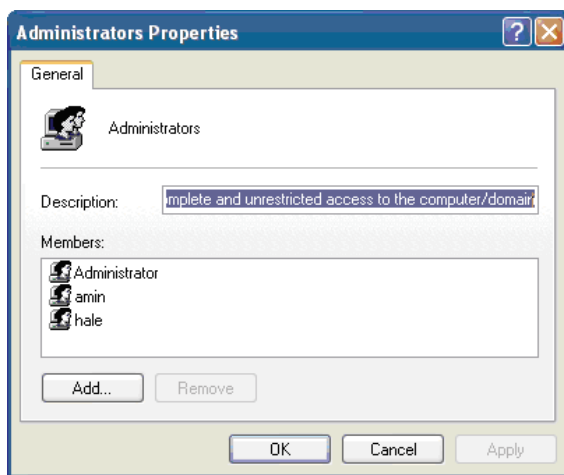 Administrators Properties
General
Administrators
Description: mplete and unrestricted access to the computer/domain
Members:
Administrator
amin
hale
Add... Remove
OK Cancel Apply